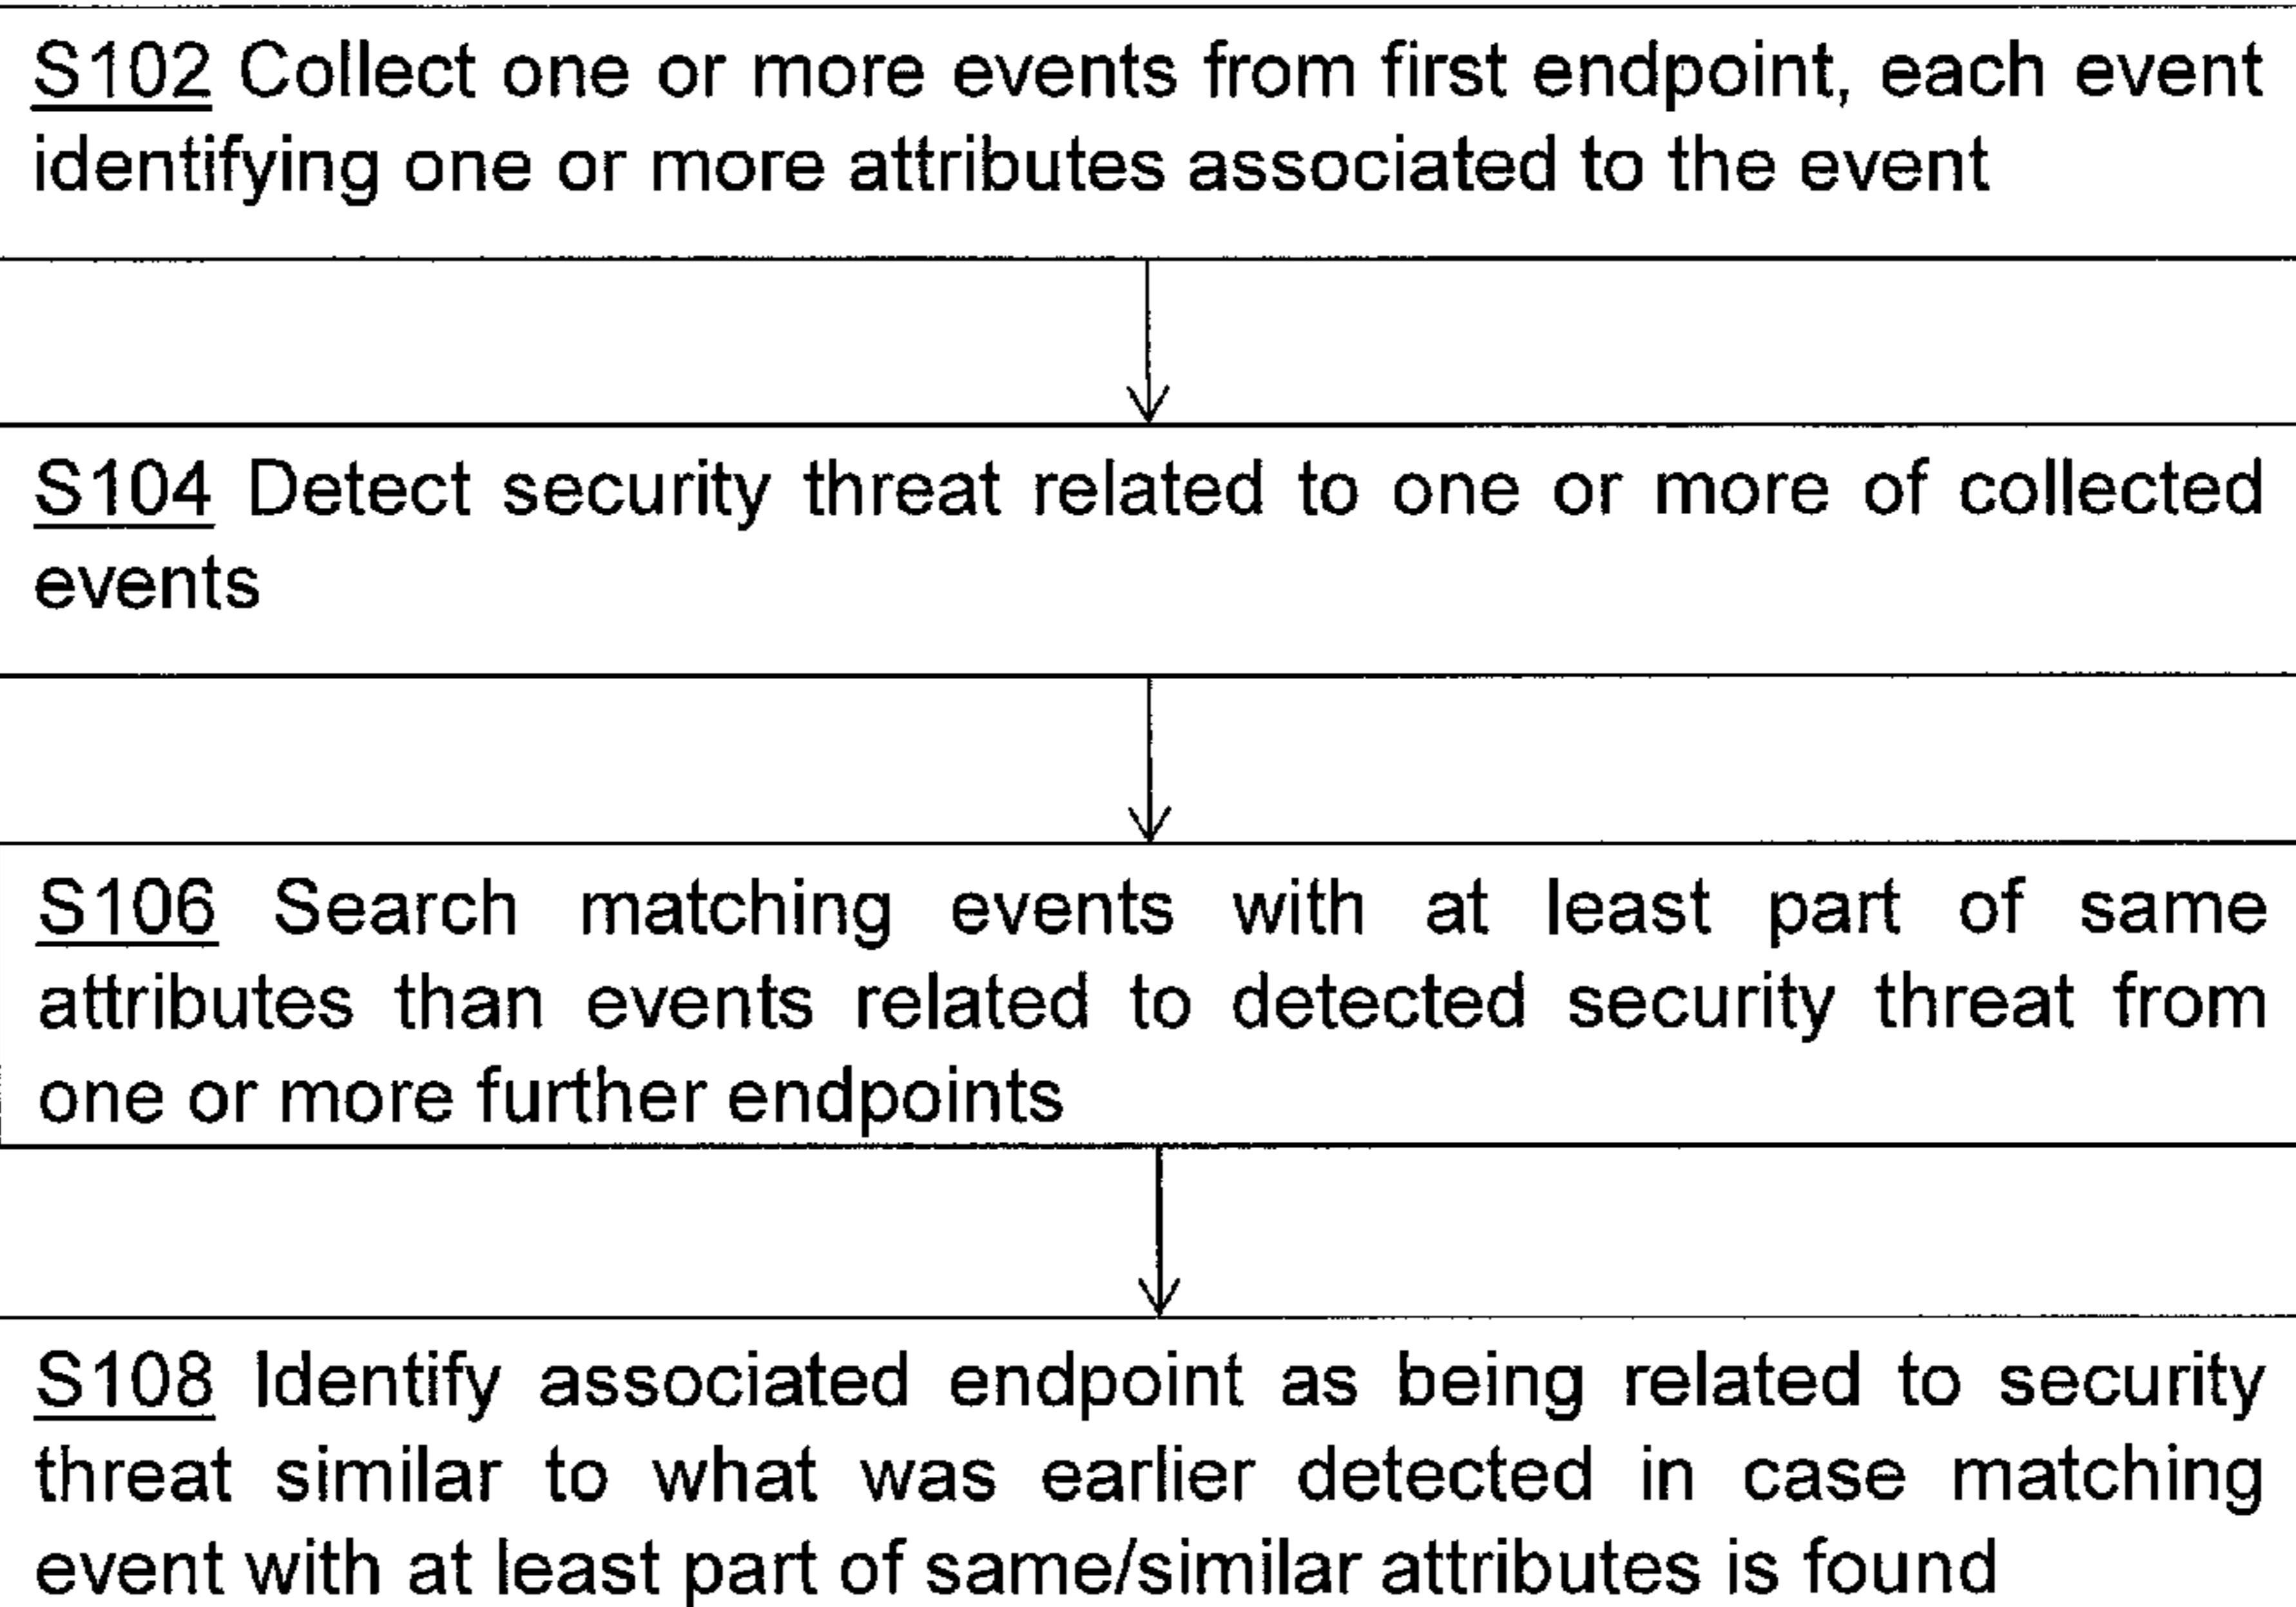 S102 Collect one or more events from first endpoint, each event
identifying one or more attributes associated to the event
S104 Detect security threat related to one or more of collected
events
S106 Search matching events with at least part of same
attributes than events related to detected security threat from
one or more further endpoints
S108 Identify associated endpoint as being related to security
threat similar to what was earlier detected in case matching
event with at least part of same/similar attributes is found